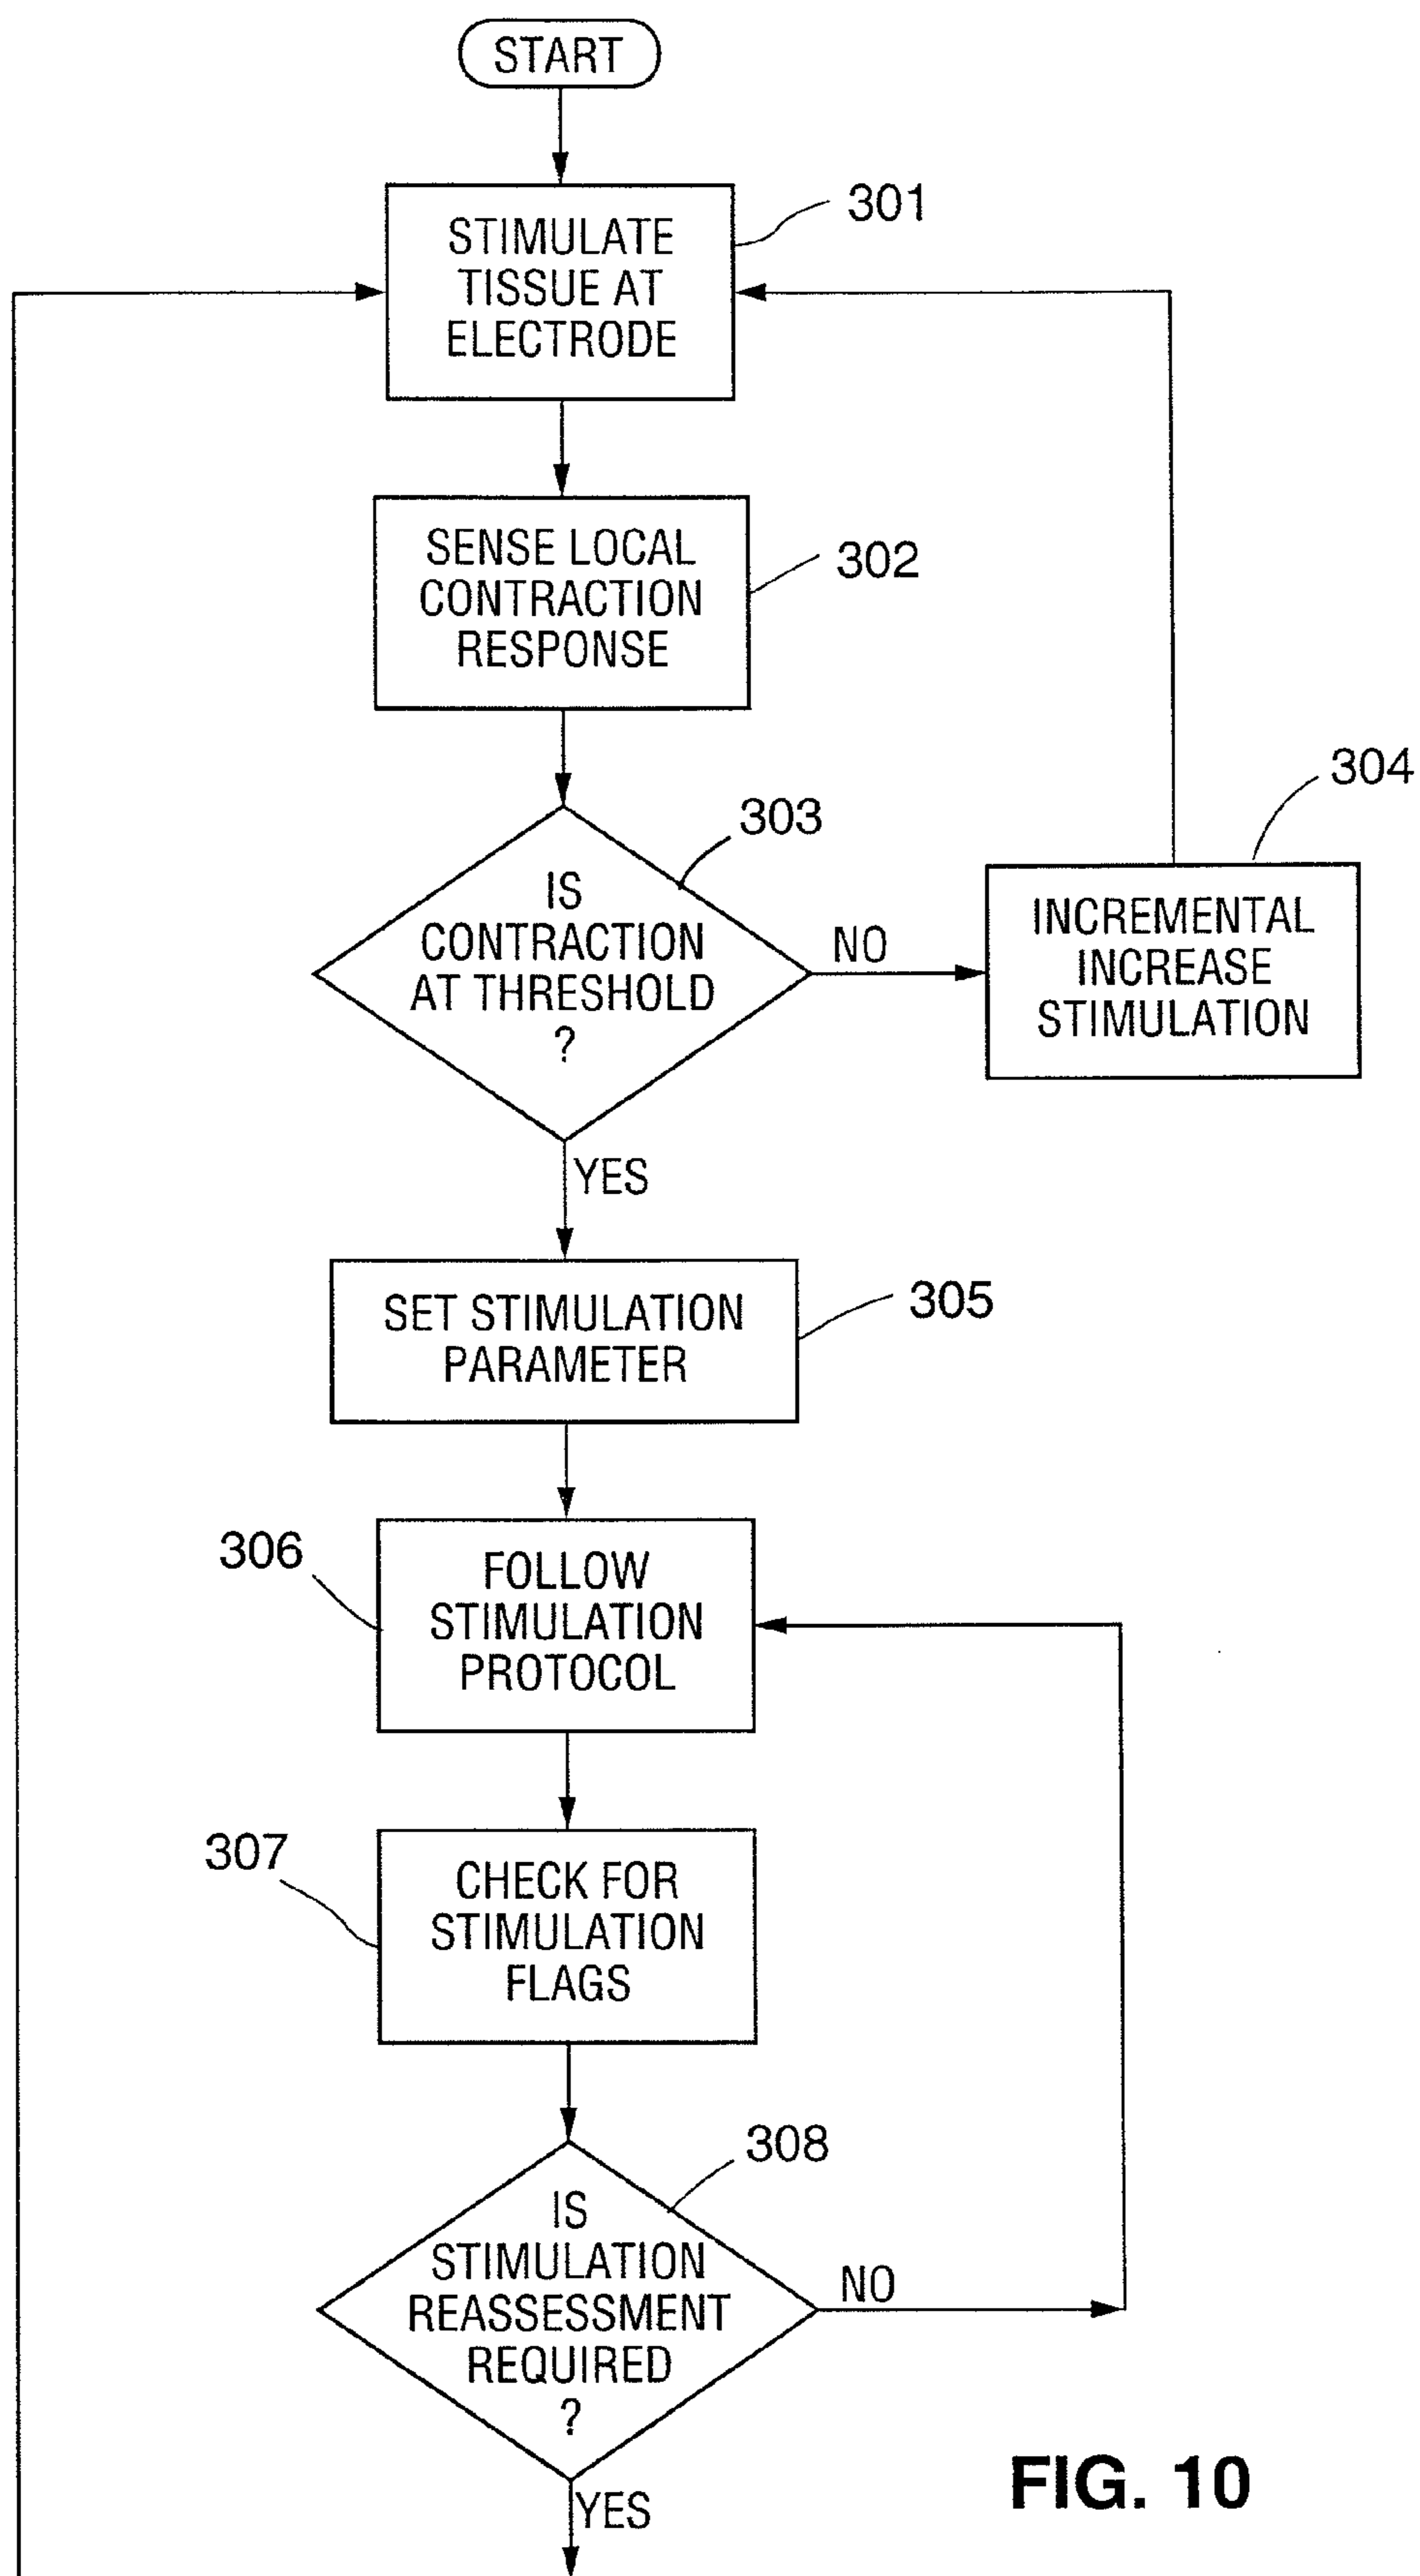 START
301
STIMULATE
TISSUE AT
ELECTRODE
302
SENSE LOCAL
CONTRACTION
RESPONSE
303
IS
CONTRACTION
AT THRESHOLD
?
NO
304
INCREMENTAL
INCREASE
STIMULATION
YES
305
SET STIMULATION
PARAMETER
306
FOLLOW
STIMULATION
PROTOCOL
307
CHECK FOR
STIMULATION
FLAGS
308
IS
STIMULATION
REASSESSMENT
REQUIRED
?
NO
YES
FIG. 10